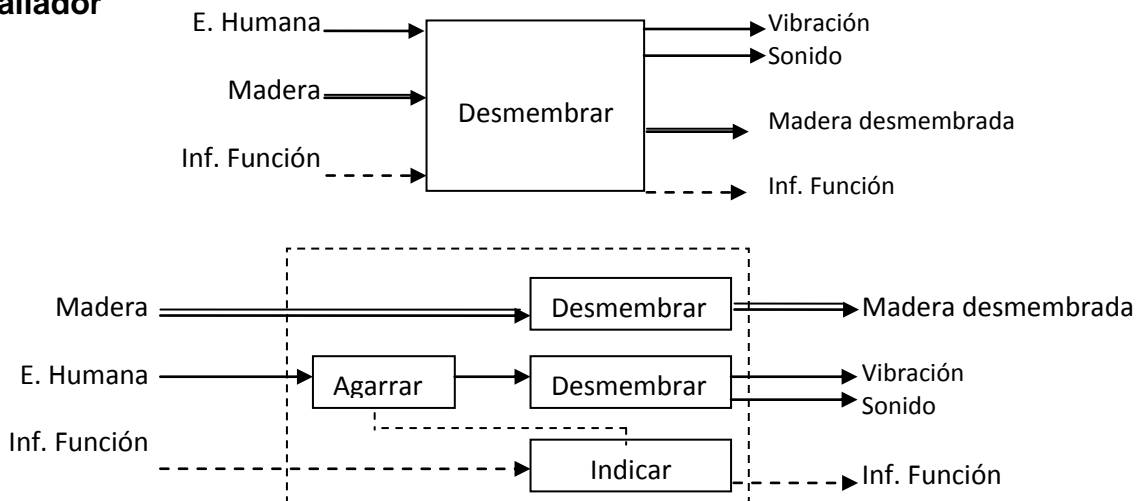 E. Humana
Madera
Inf. Función
Desmembrar
Vibración
Sonido
Madera desmembrada
Inf. Función
Madera
Desmembrar
Madera desmembrada
E. Humana
Agarrar
Desmembrar
Vibración
Sonido
Inf. Función
Indicar
Inf. Función